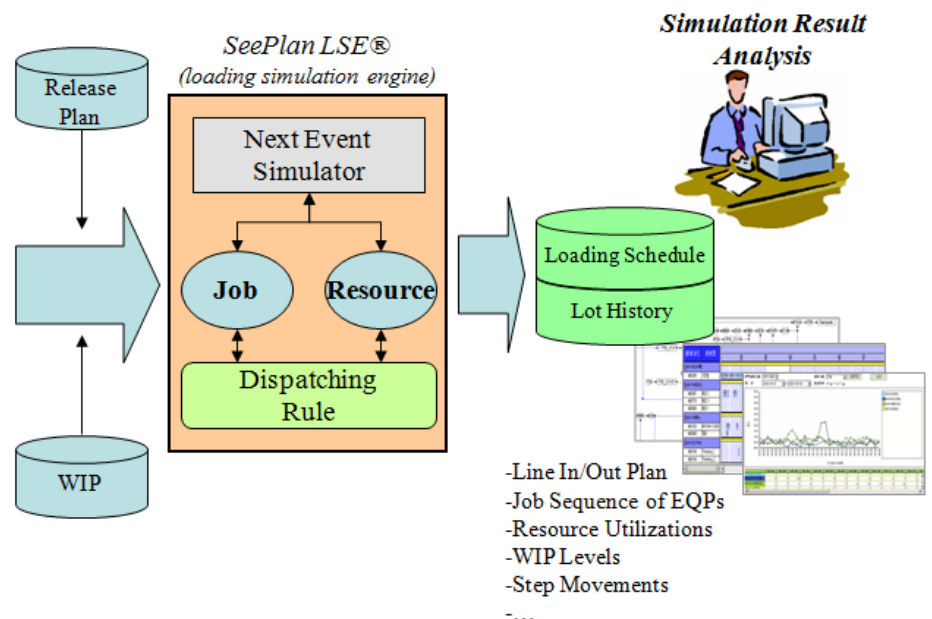 Simulation Result
Analysis
SeePlan LSE®
(loading simulation engine)
Release
Plan
Next Event
Simulator
Job
Resource
Dispatching
Rule
WIP
Loading Schedule
Lot History
-Line In/Out Plan
-Job Sequence of EQPs
-Resource Utilizations
-WIP Levels
-Step Movements
-...